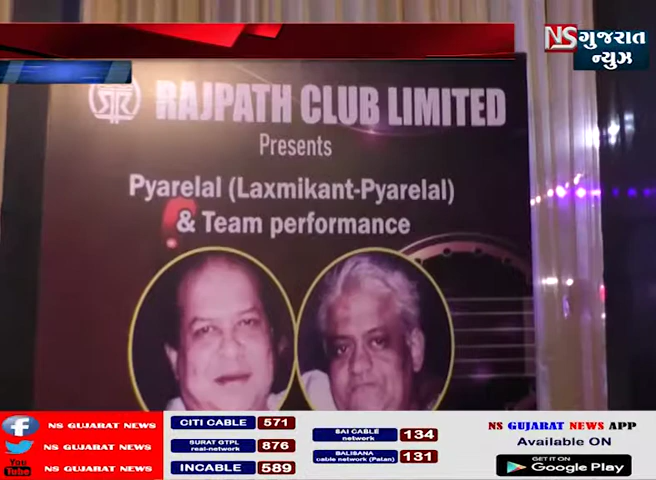 NS ગુજરાત
ન્યુઝ
RAJPATH CLUB LIMITED
Presents
Pyarelal (Laxmikant-Pyarelal)
& Team performance
NS GUJARAT NEWS
NS GUJARAT NEWS
You Tube NS GUJARAT NEWS
CITI CABLE 571
SURAT GTPL real-network 876
INCABLE 589
SAI CABLE network 134
BALISANA cable network (Patan) 131
NS GUJARAT NEWS APP
Available ON
GET IT ON
Google Play